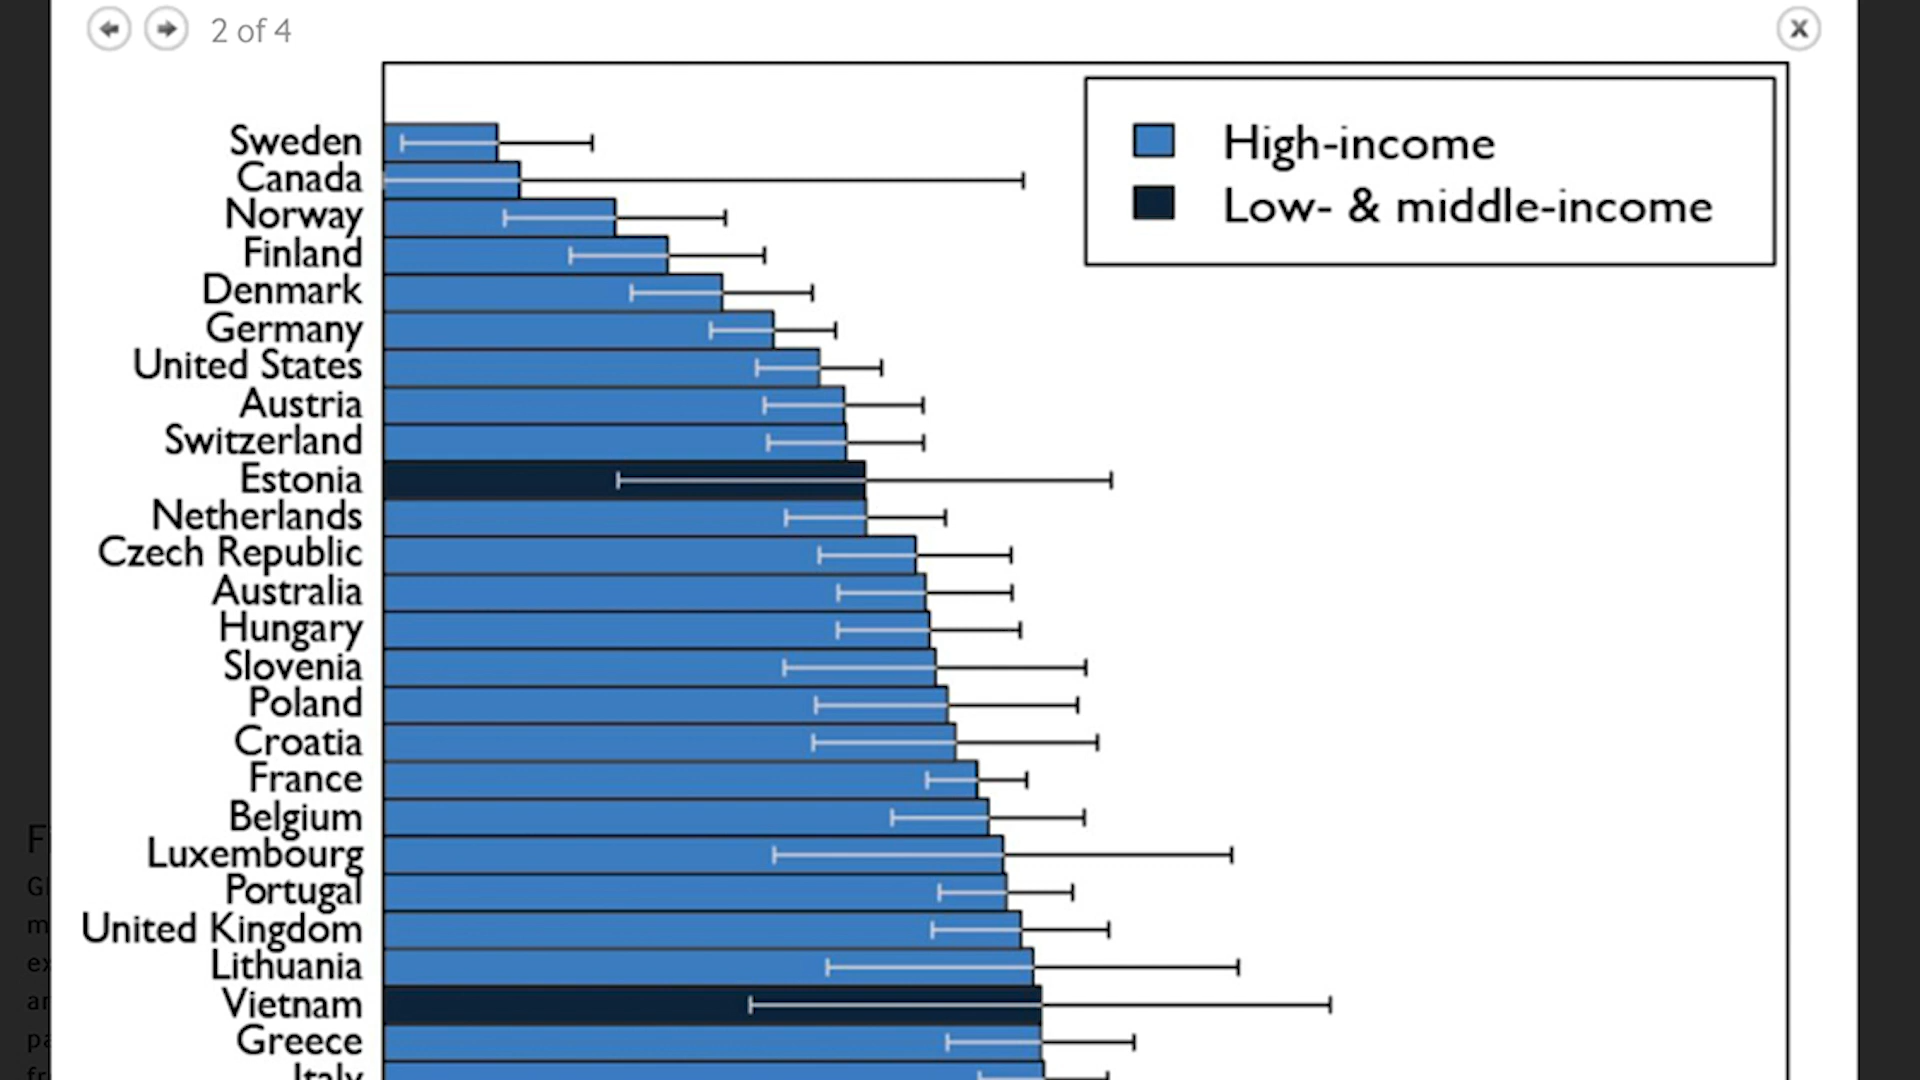 2 of 4
High-income
Low- & middle-income
Sweden
Canada
Norway
Finland
Denmark
Germany
United States
Austria
Switzerland
Estonia
Netherlands
Czech Republic
Australia
Hungary
Slovenia
Poland
Croatia
France
Belgium
Luxembourg
Portugal
United Kingdom
Lithuania
Vietnam
Greece
Italy